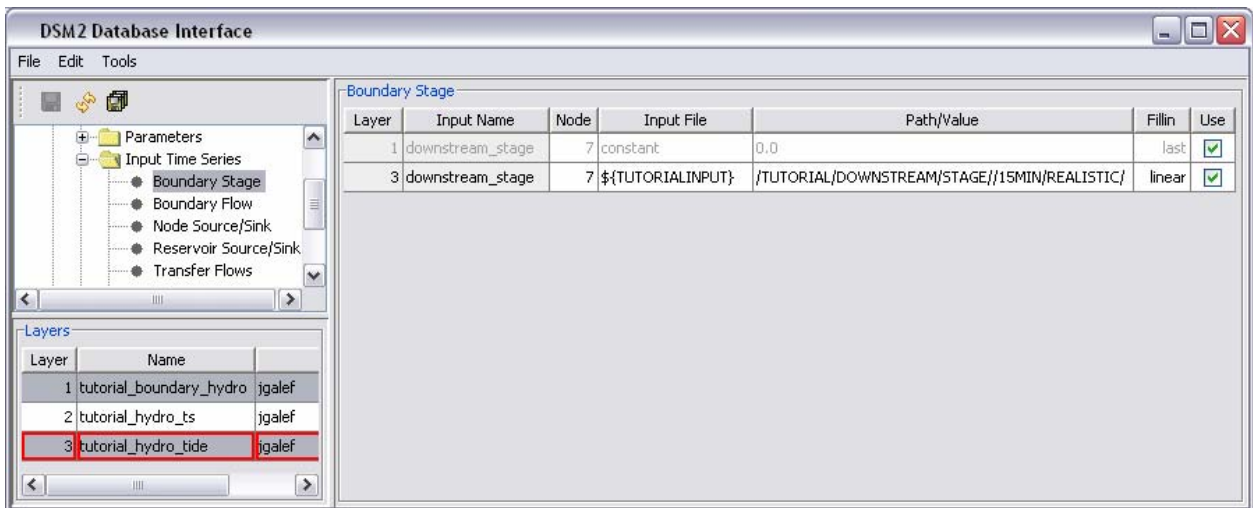 DSM2 Database Interface
File Edit Tools
Parameters
Input Time Series
Boundary Stage
Boundary Flow
Node Source/Sink
Reservoir Source/Sink
Transfer Flows
Layers
Layer Name
1 tutorial_boundary_hydro jgalef
2 tutorial_hydro_ts jgalef
3 tutorial_hydro_tide jgalef
Boundary Stage
Layer Input Name Node Input File Path/Value Fillin Use
1 downstream_stage 7 constant 0.0 last
3 downstream_stage 7 ${TUTORIALINPUT} /TUTORIAL/DOWNSTREAM/STAGE//15MIN/REALISTIC/ linear